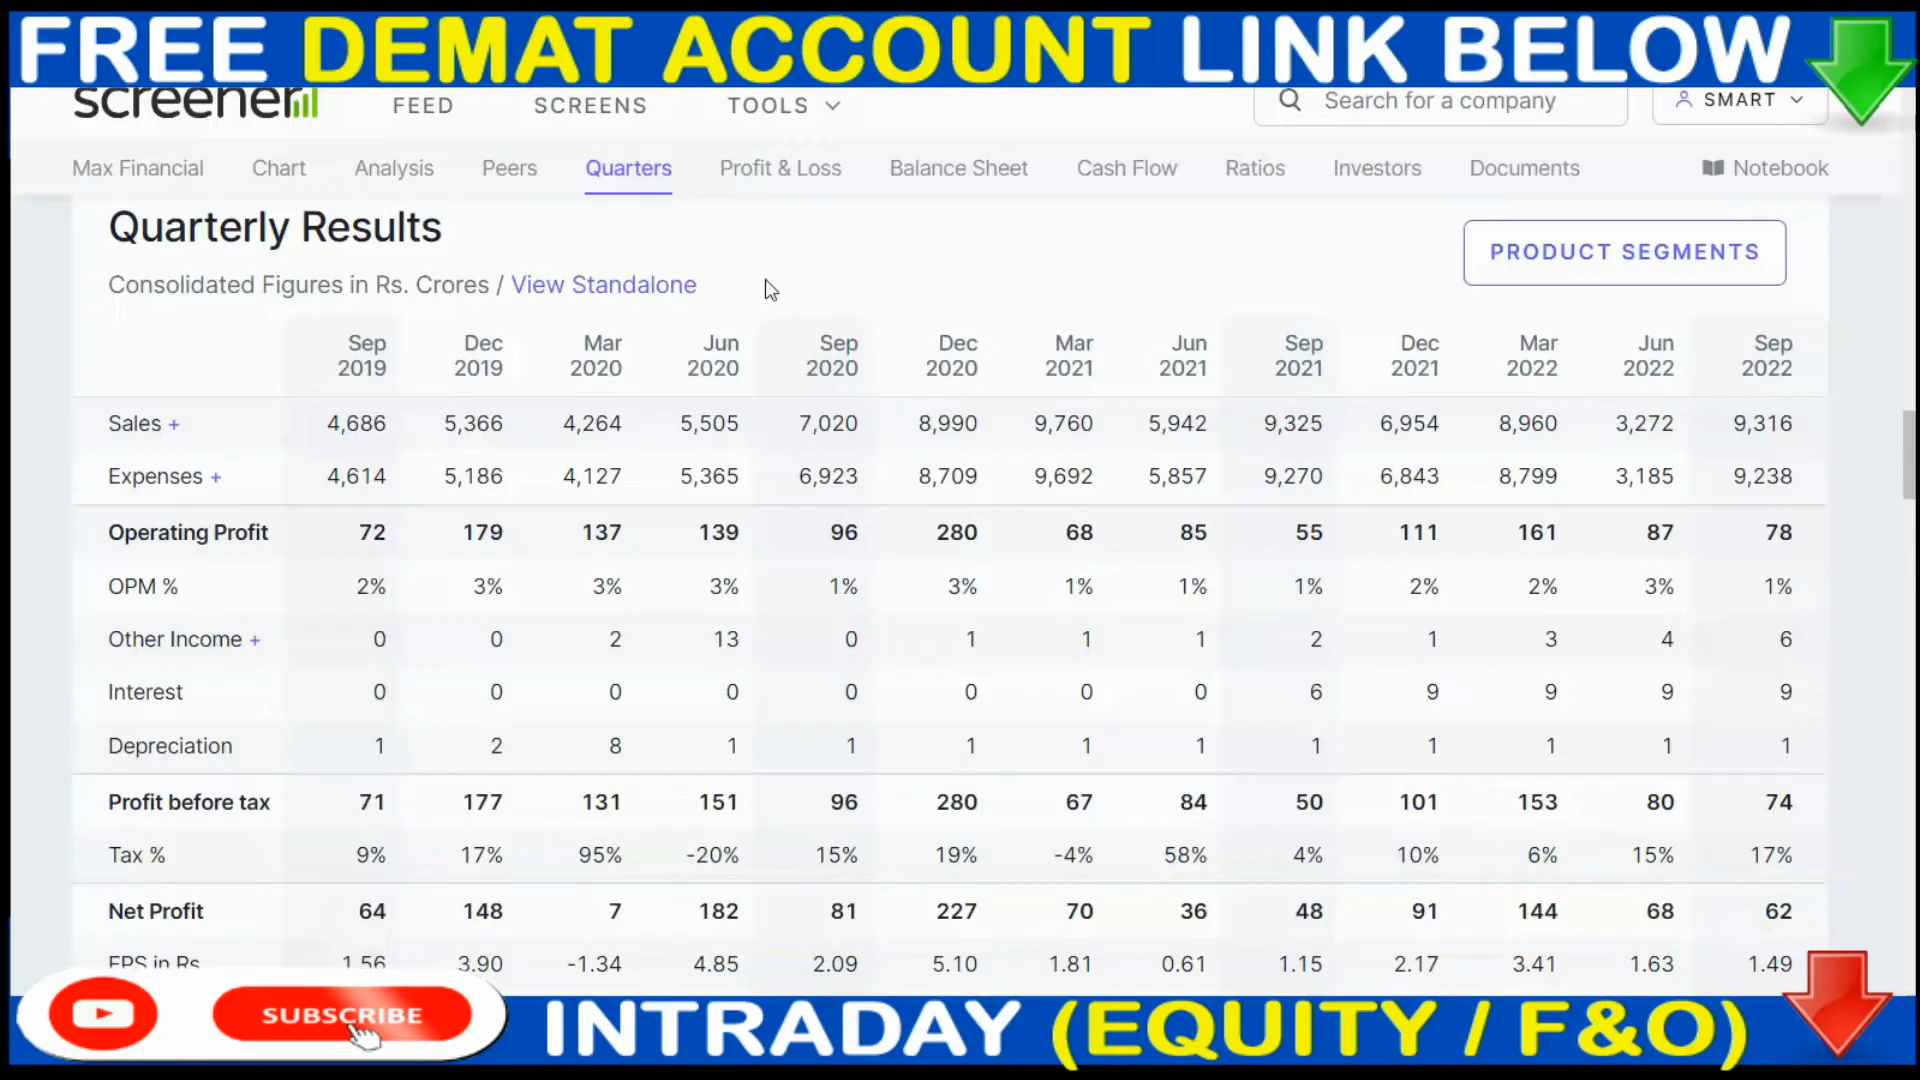 FREE DEMAT ACCOUNT LINK BELOW
screener FEED SCREENS TOOLS Search for a company SMART
Max Financial Chart Analysis Peers Quarters Profit & Loss Balance Sheet Cash Flow Ratios Investors Documents Notebook
Quarterly Results
PRODUCT SEGMENTS
Consolidated Figures in Rs. Crores / View Standalone
Sep 2019 Dec 2019 Mar 2020 Jun 2020 Sep 2020 Dec 2020 Mar 2021 Jun 2021 Sep 2021 Dec 2021 Mar 2022 Jun 2022 Sep 2022
Sales + 4,686 5,366 4,264 5,505 7,020 8,990 9,760 5,942 9,325 6,954 8,960 3,272 9,316
Expenses + 4,614 5,186 4,127 5,365 6,923 8,709 9,692 5,857 9,270 6,843 8,799 3,185 9,238
Operating Profit 72 179 137 139 96 280 68 85 55 111 161 87 78
OPM % 2% 3% 3% 3% 1% 3% 1% 1% 1% 2% 2% 3% 1%
Other Income + 0 0 2 13 0 1 1 1 2 1 3 4 6
Interest 0 0 0 0 0 0 0 0 6 9 9 9 9
Depreciation 1 2 8 1 1 1 1 1 1 1 1 1 1
Profit before tax 71 177 131 151 96 280 67 84 50 101 153 80 74
Tax % 9% 17% 95% -20% 15% 19% -4% 58% 4% 10% 6% 15% 17%
Net Profit 64 148 7 182 81 227 70 36 48 91 144 68 62
EPS in Rs 1.56 3.90 -1.34 4.85 2.09 5.10 1.81 0.61 1.15 2.17 3.41 1.63 1.49
SUBSCRIBE
INTRADAY (EQUITY / F&O)